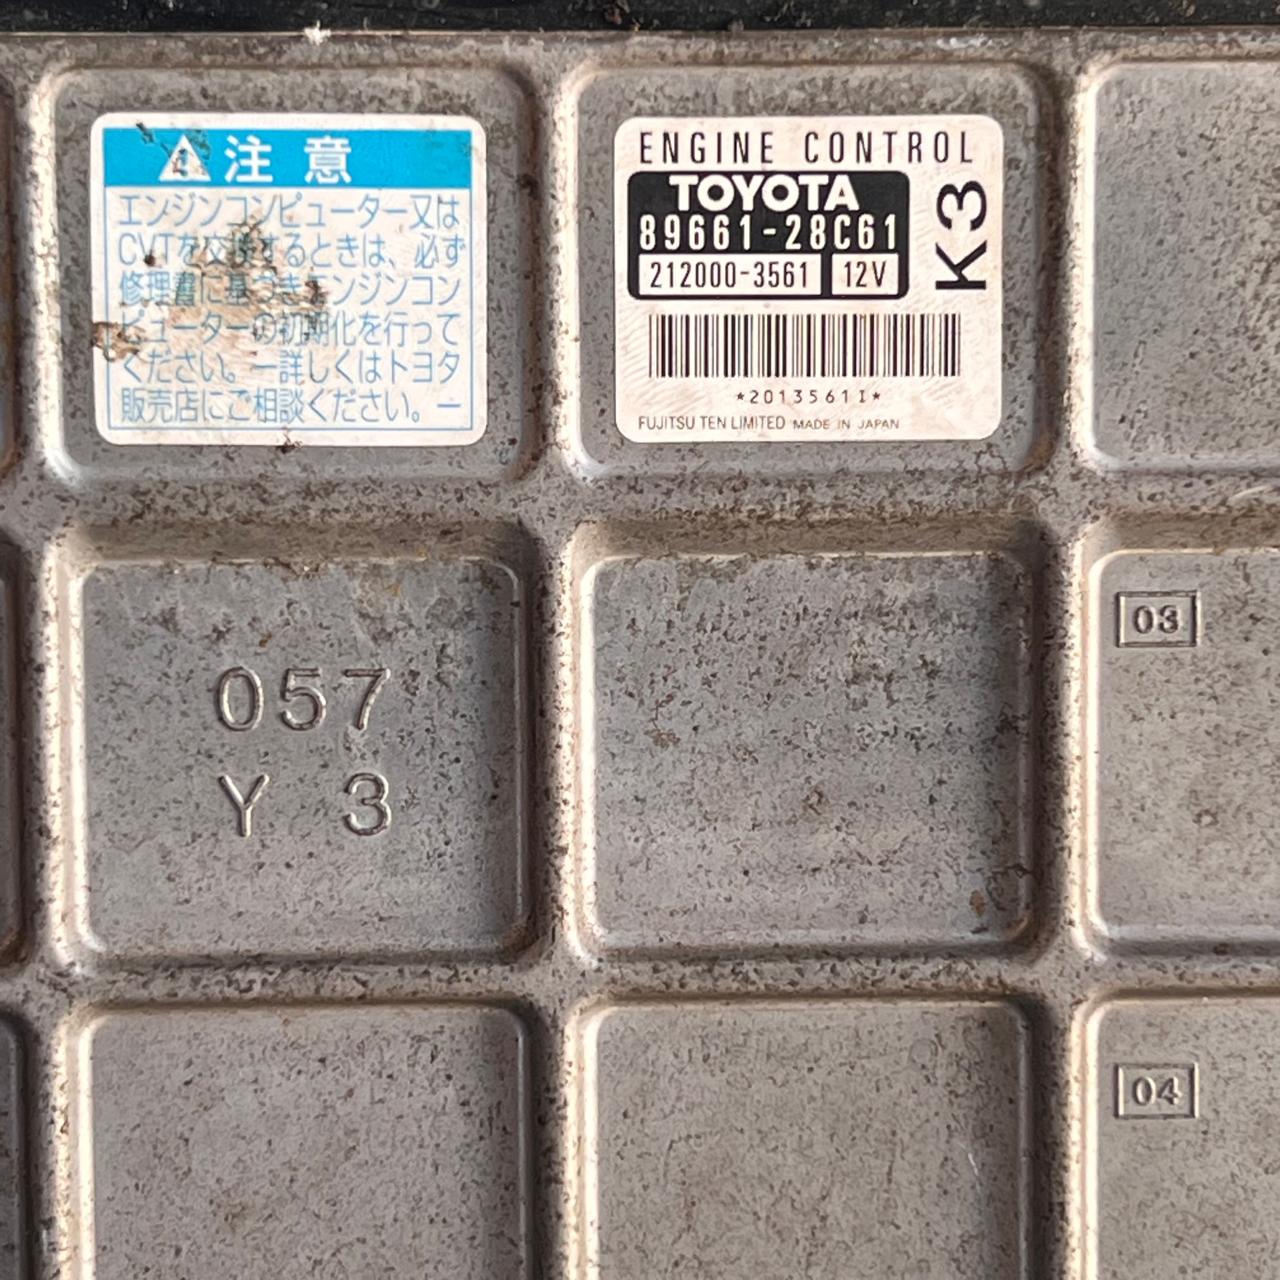 注意
エンジンコンピューター又は
CVTを交換するときは、必ず
修理書に基づきエンジンコン
ピューターの初期化を行って
ください。ー詳しくはトヨタ
販売店にご相談ください。ー
ENGINE CONTROL
TOYOTA
89661-28C61
212000-3561 12V
K3
*20135611*
FUJITSU TEN LIMITED MADE IN JAPAN
057
Y 3
03
04